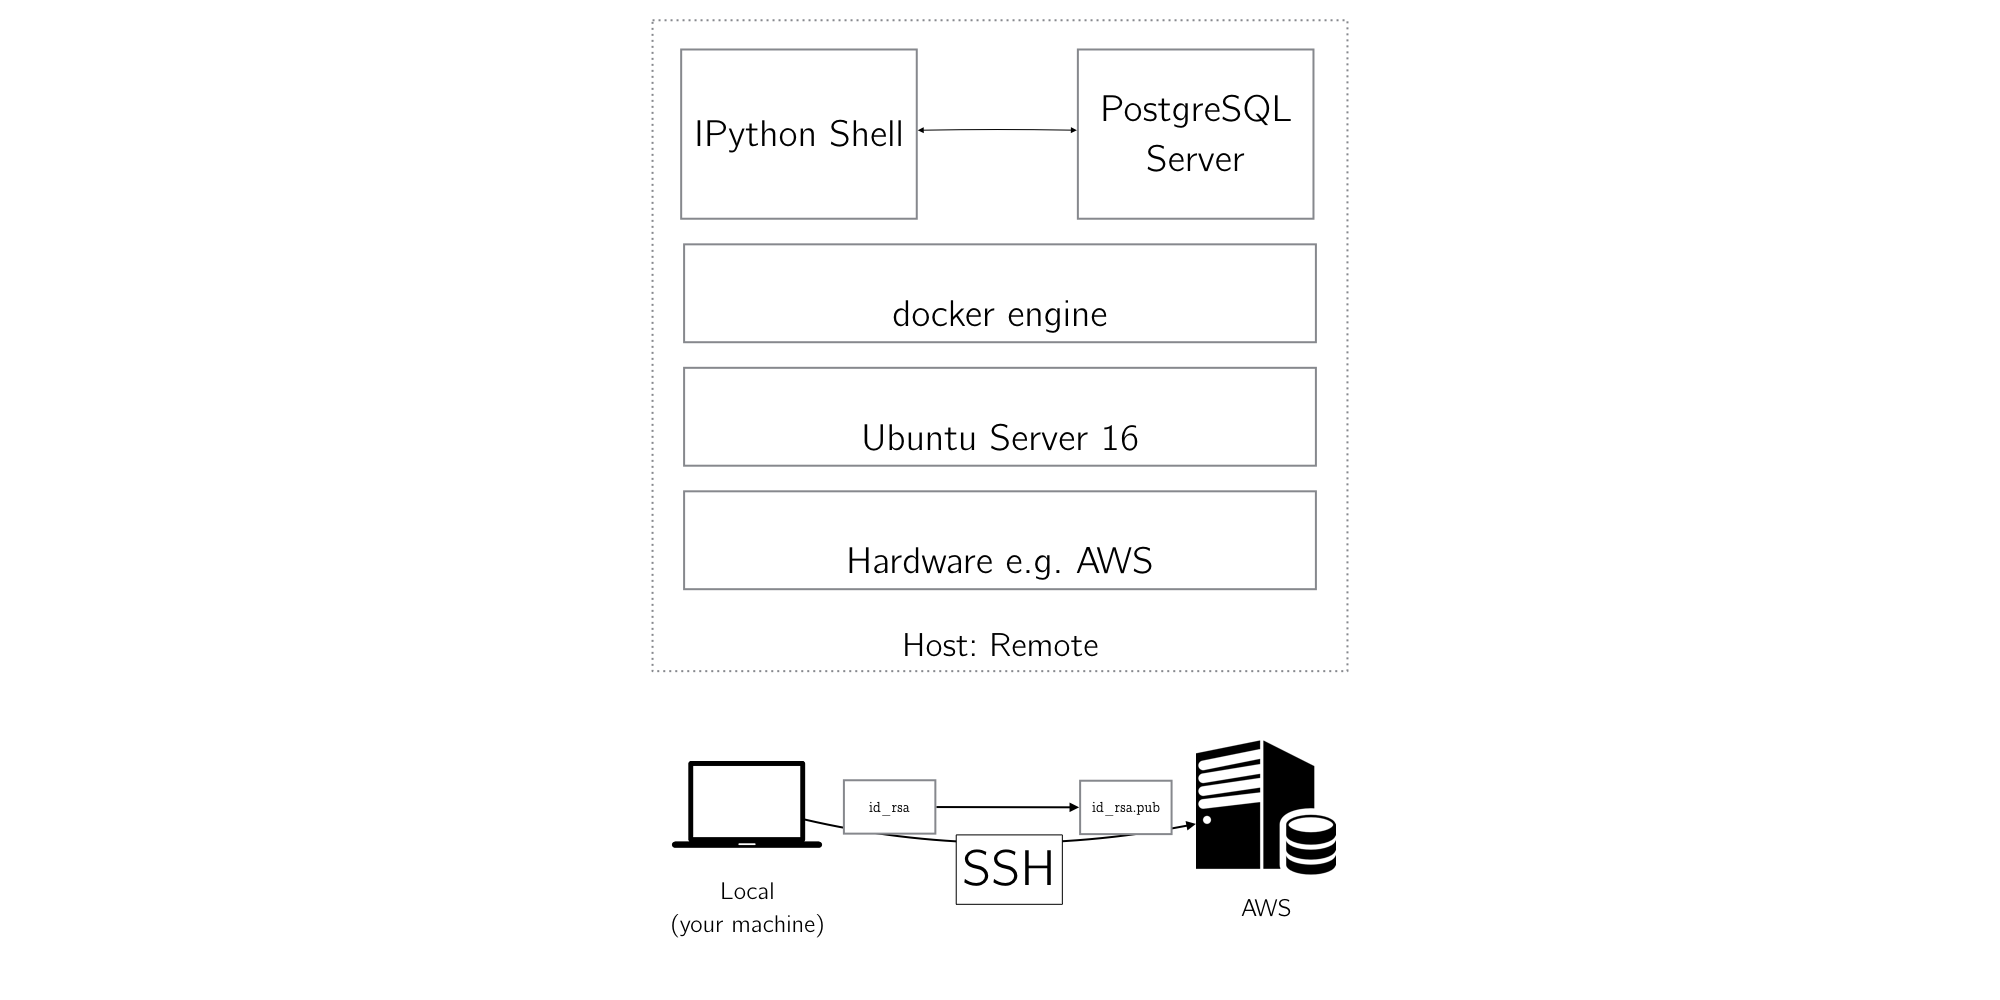 IPython Shell
PostgreSQL
Server
docker engine
Ubuntu Server 16
Hardware e.g. AWS
Host: Remote
id_rsa
id_rsa.pub
SSH
Local
(your machine)
AWS